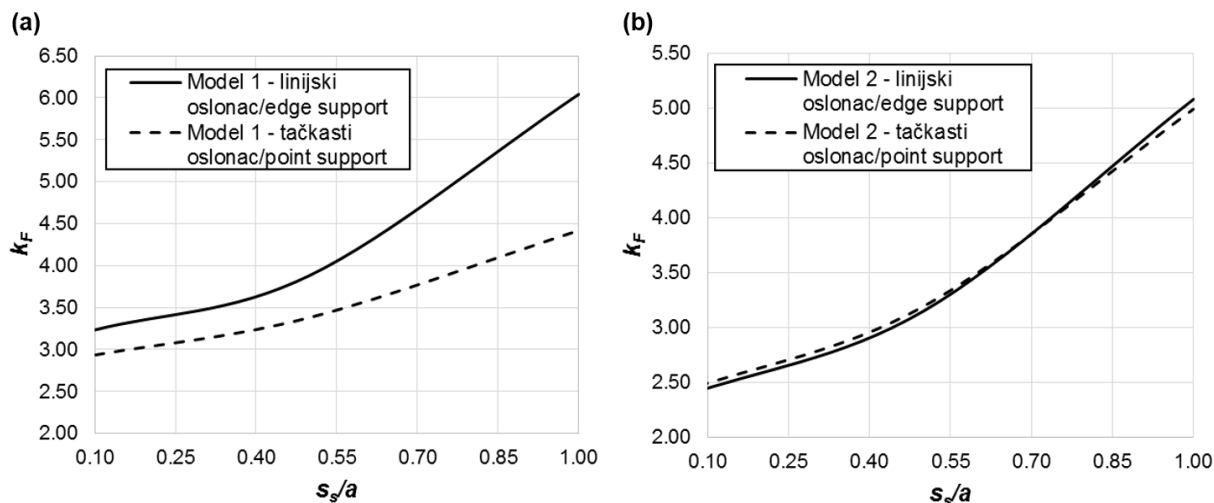 (a)
6.50
6.00
5.50
5.00
4.50
4.00
3.50
3.00
2.50
2.00
k_F
Model 1 - linijski
oslonac/edge support
Model 1 - tačkasti
oslonac/point support
0.10 0.25 0.40 0.55 0.70 0.85 1.00
s_s/a
(b)
5.50
5.00
4.50
4.00
3.50
3.00
2.50
2.00
k_F
Model 2 - linijski
oslonac/edge support
Model 2 - tačkasti
oslonac/point support
0.10 0.25 0.40 0.55 0.70 0.85 1.00
s_s/a